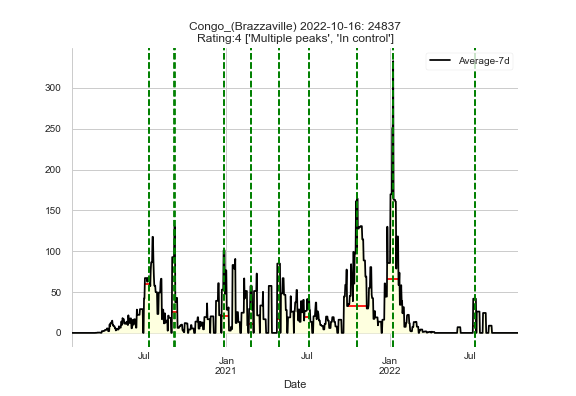 Congo_(Brazzaville) 2022-10-16: 24837
Rating:4 ['Multiple peaks', 'In control']
Average-7d
300
250
200
150
100
50
0
Jul
Jan
2021
Jul
Jan
2022
Jul
Date